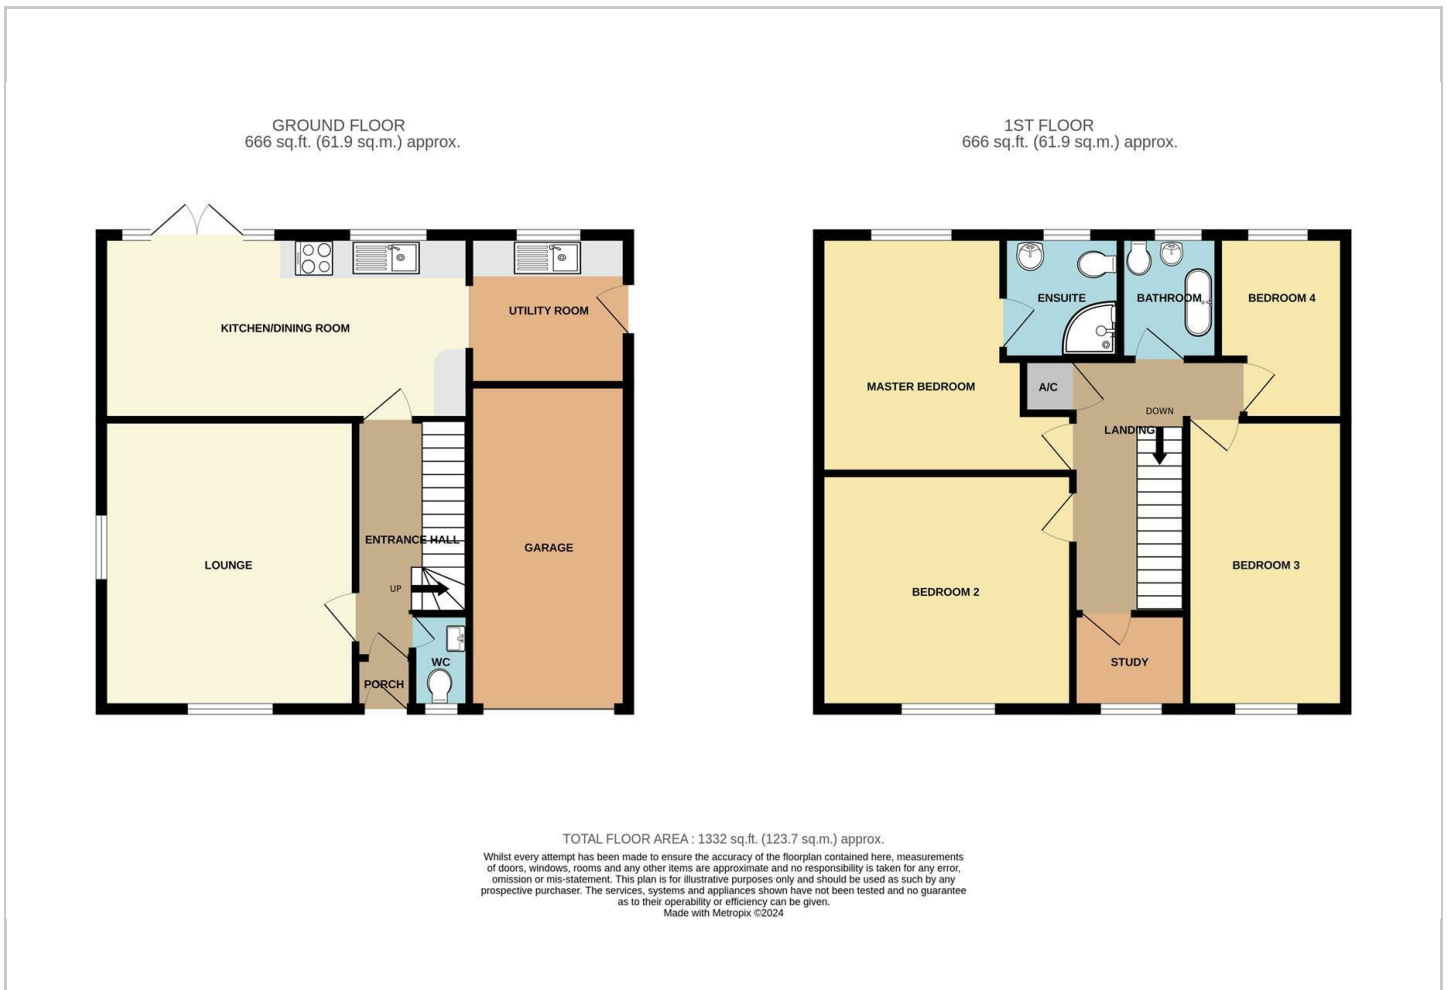 GROUND FLOOR
666 sq.ft. (61.9 sq.m.) approx.
1ST FLOOR
666 sq.ft. (61.9 sq.m.) approx.
KITCHEN/DINING ROOM
UTILITY ROOM
LOUNGE
ENTRANCE HALL
UP
GARAGE
WC
PORCH
ENSUITE
BATHROOM
BEDROOM 4
MASTER BEDROOM
A/C
DOWN
LANDING
BEDROOM 2
BEDROOM 3
STUDY
TOTAL FLOOR AREA : 1332 sq.ft. (123.7 sq.m.) approx.
Whilst every attempt has been made to ensure the accuracy of the floorplan contained here, measurements
of doors, windows, rooms and any other items are approximate and no responsibility is taken for any error,
omission or mis-statement. This plan is for illustrative purposes only and should be used as such by any
prospective purchaser. The services, systems and appliances shown have not been tested and no guarantee
as to their operability or efficiency can be given.
Made with Metropix ©2024